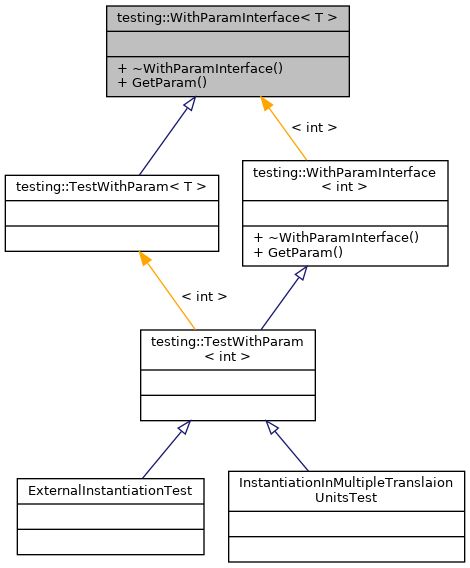 testing::WithParamInterface< T >
+ ~WithParamInterface()
+ GetParam()
< int >
testing::TestWithParam< T >
testing::WithParamInterface
< int >
+ ~WithParamInterface()
+ GetParam()
< int >
testing::TestWithParam
< int >
ExternalInstantiationTest
InstantiationInMultipleTranslaion
UnitsTest